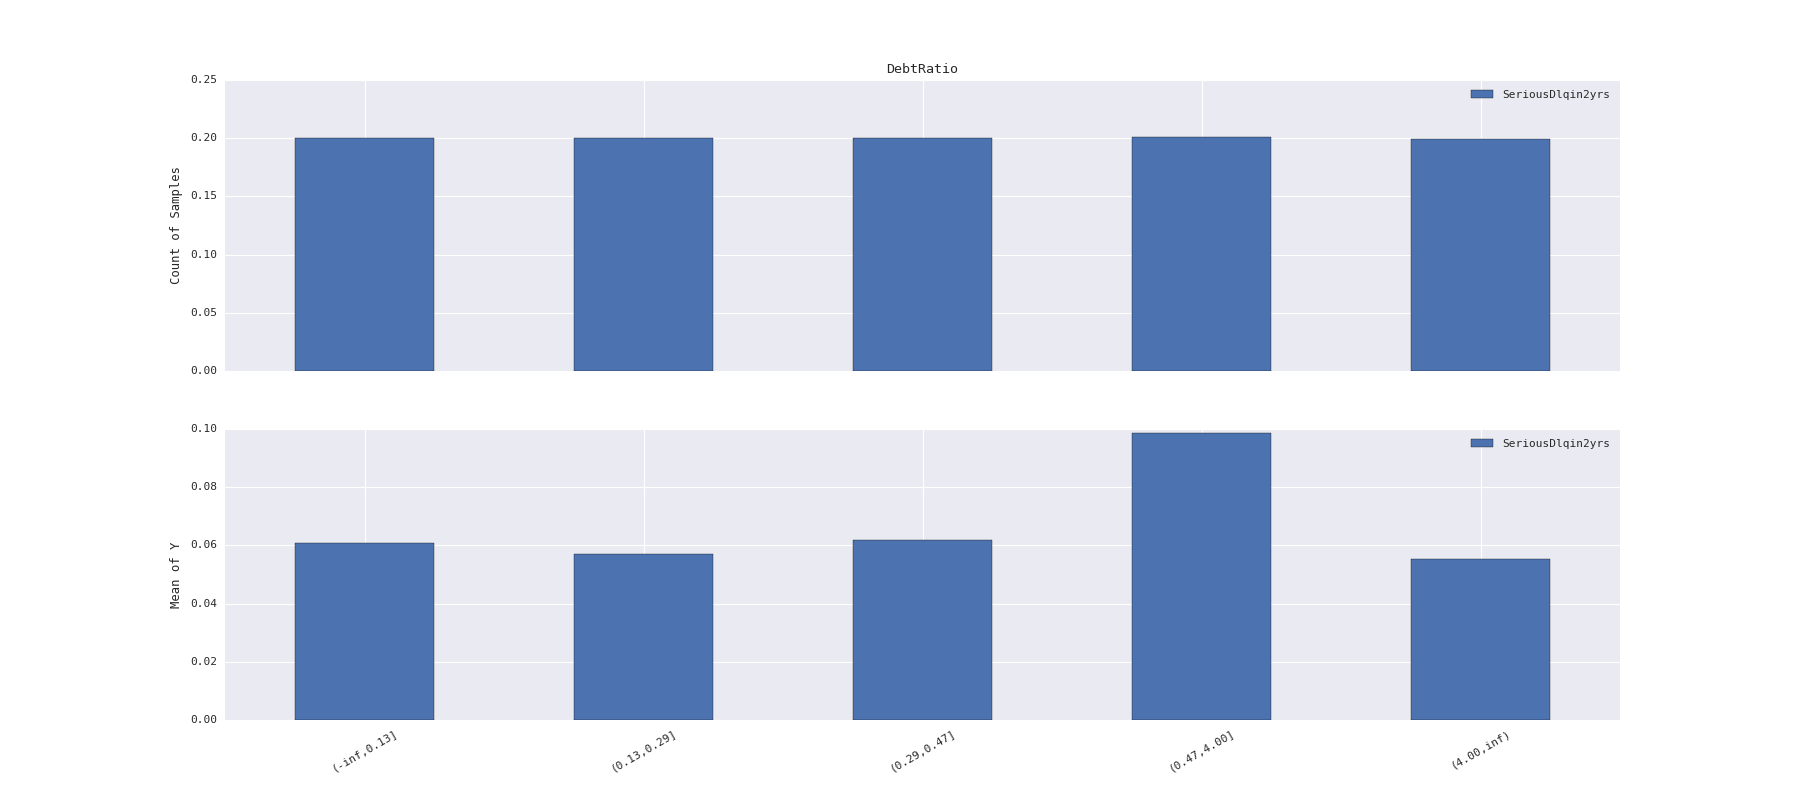 DebtRatio
SeriousDlqin2yrs
Count of Samples
0.25
0.20
0.15
0.10
0.05
0.00
SeriousDlqin2yrs
Mean of Y
0.10
0.08
0.06
0.04
0.02
0.00
(-inf,0.13]
(0.13,0.29]
(0.29,0.47]
(0.47,4.00]
(4.00,inf)